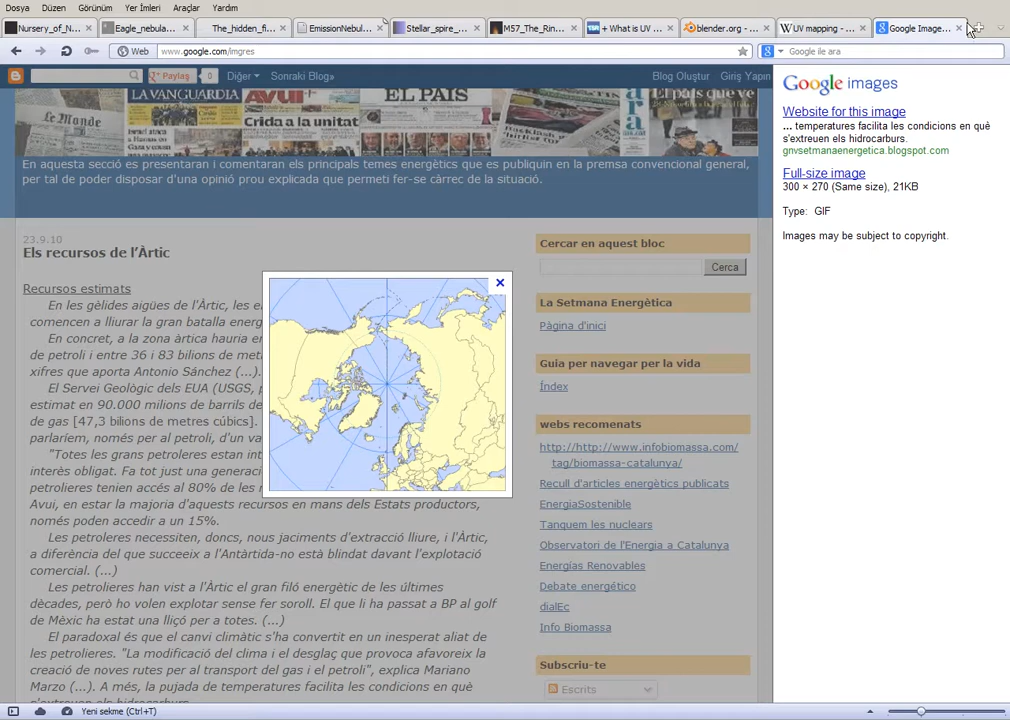 Dosya Düzen Görünüm Araçlar Yardım
Nursery_of_N... Eagle_nebula... The_hidden_fi... EmissionNebul... Stellar_spire_... M57_The_Rin... + What is UV ... blender.org - ... UV mapping - ... Google Image...
Web www.google.com/imgres Google ile ara
Paylaş 0 Diğer Sonraki Blog» Blog Oluştur Giriş Yapın
LA VANGUARDIA AVUI EL PAIS
Le Monde Crida a la unitat
En aquesta secció es presentaran i comentaran els principals temes energètics que es publiquin en la premsa convencional general,
per tal de poder disposar d'una opinió prou explicada que permeti fer-se càrrec de la situació.
23.9.10
Els recursos de l'Àrtic
Recursos estimats
En les gèlides aigües de l'Àrtic, les e
comencen a lliurar la gran batalla energ
En concret, a la zona àrtica hauria en
de petroli i entre 36 i 83 bilions de met
xifres que aporta Antonio Sánchez (...).
El Servei Geològic dels EUA (USGS, p
estimat en 90.000 milions de barrils de
de gas [47,3 bilions de metres cúbics].
parlaríem, només per al petroli, d'un va
"Totes les grans petrolieres estan int
interès obligat. Fa tot just una generaci
petrolieres tenien accés al 80% de les r
Avui, en estar la majoria d'aquests recursos en mans dels Estats productors,
només poden accedir a un 15%.
Les petroleres necessiten, doncs, nous jaciments d'extracció lliure, i l'Àrtic,
a diferència del que succeeix a l'Antàrtida-no està blindat davant l'explotació
comercial. (...)
Les petrolieres han vist a l'Àrtic el gran filó energètic de les últimes
dècades, però ho volen explotar sense fer soroll. El que li ha passat a BP al golf
de Mèxic ha estat una lliçó per a totes. (...)
El paradoxal és que el canvi climàtic s'ha convertit en un inesperat aliat de
les petrolieres. "La modificació del clima i el desglaç que provoca afavoreix la
creació de noves rutes per al transport del gas i el petroli", explica Mariano
Marzo (...). A més, la pujada de temperatures facilita les condicions en què
s'extreuen els hidrocarburs.
Cercar en aquest bloc
Cerca
La Setmana Energètica
Pàgina d'inici
Guia per navegar per la vida
Índex
webs recomenats
http://http://www.infobiomassa.com/
tag/biomassa-catalunya/
Recull d'articles energètics publicats
EnergiaSostenible
Tanquem les nuclears
Observatori de l'Energia a Catalunya
Energías Renovables
Debate energético
dialEc
Info Biomassa
Subscriu-te
Escrits
Google images
Website for this image
... temperatures facilita les condicions en què
s'extreuen els hidrocarburs.
gnvsetmanaenergetica.blogspot.com
Full-size image
300 × 270 (Same size), 21KB
Type: GIF
Images may be subject to copyright.
Yeni sekme (Ctrl+T)